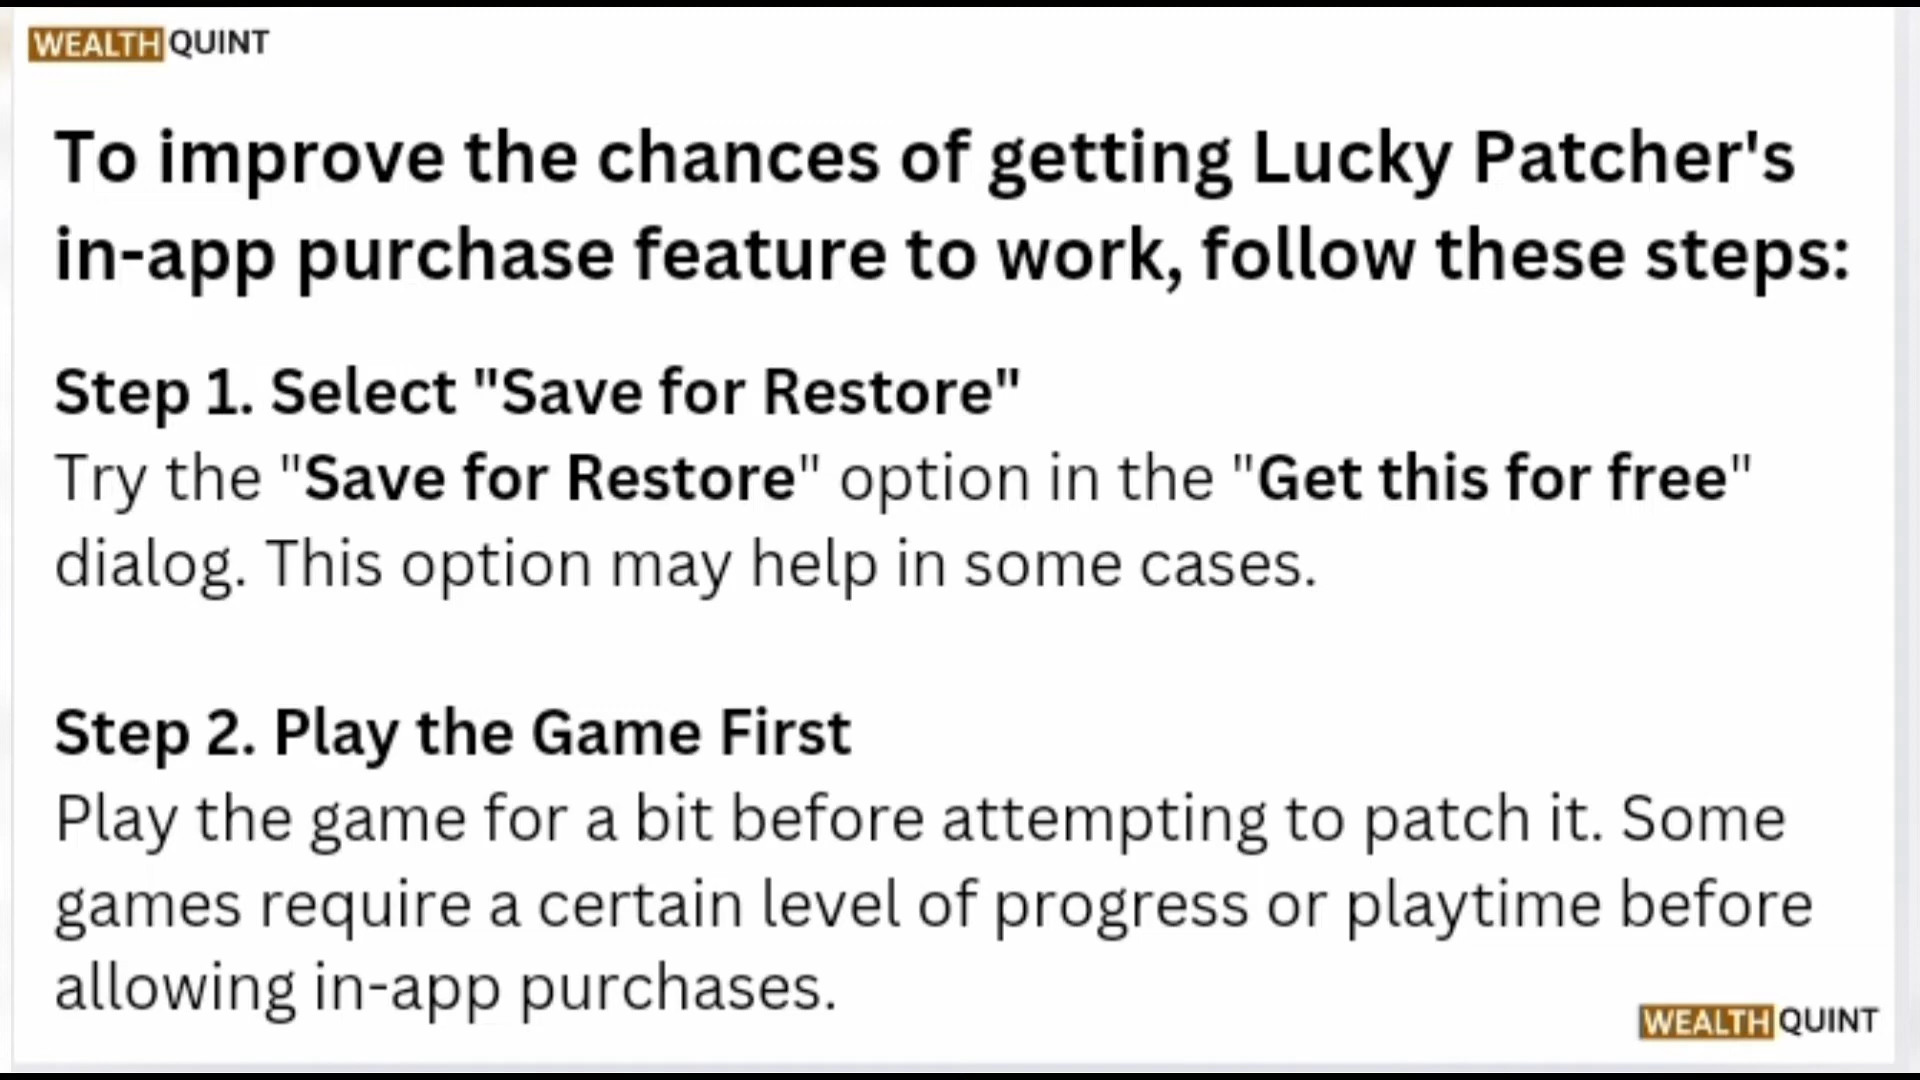 WEALTH QUINT
To improve the chances of getting Lucky Patcher's
in-app purchase feature to work, follow these steps:
Step 1. Select "Save for Restore"
Try the "Save for Restore" option in the "Get this for free"
dialog. This option may help in some cases.
Step 2. Play the Game First
Play the game for a bit before attempting to patch it. Some
games require a certain level of progress or playtime before
allowing in-app purchases.
WEALTH QUINT